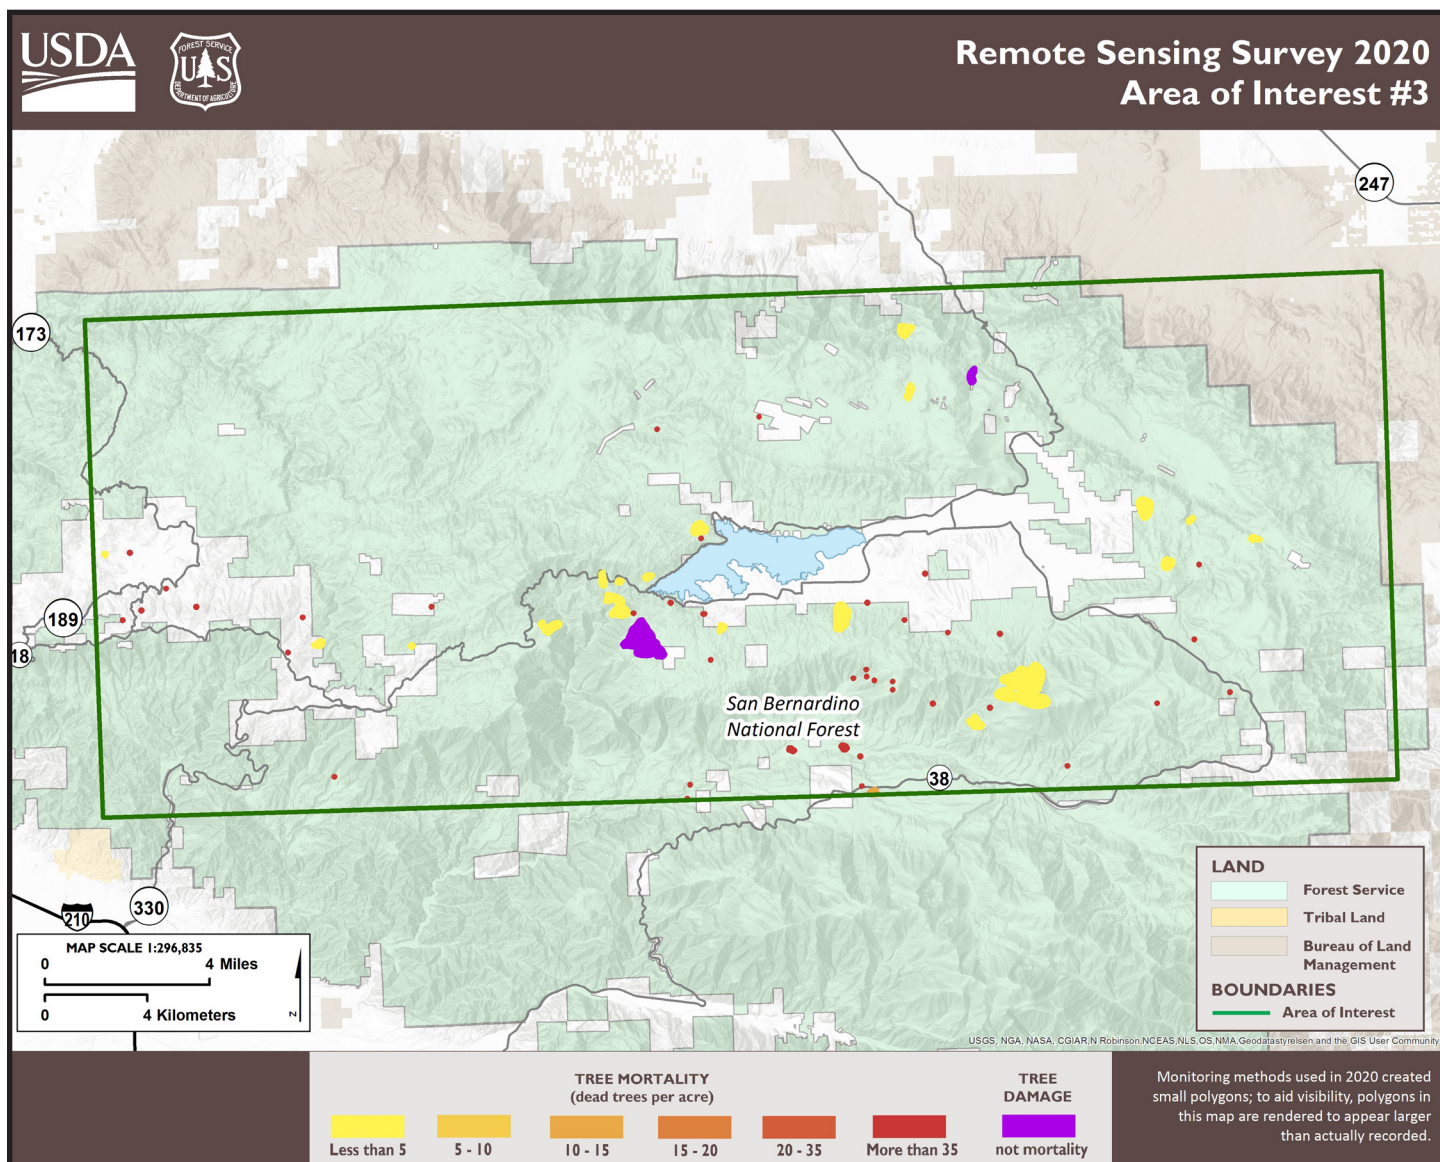 USDA
FOREST SERVICE
U S
DEPARTMENT OF AGRICULTURE
Remote Sensing Survey 2020
Area of Interest #3
247
173
189
18
San Bernardino
National Forest
38
330
210
MAP SCALE 1:296,835
0 4 Miles
0 4 Kilometers
N
LAND
Forest Service
Tribal Land
Bureau of Land
Management
BOUNDARIES
Area of Interest
USGS, NGA, NASA, CGIAR,N Robinson,NCEAS,NLS,OS,NMA,Geodatastyrelsen and the GIS User Community
TREE MORTALITY
(dead trees per acre)
Less than 5
5 - 10
10 - 15
15 - 20
20 - 35
More than 35
TREE
DAMAGE
not mortality
Monitoring methods used in 2020 created
small polygons; to aid visibility, polygons in
this map are rendered to appear larger
than actually recorded.